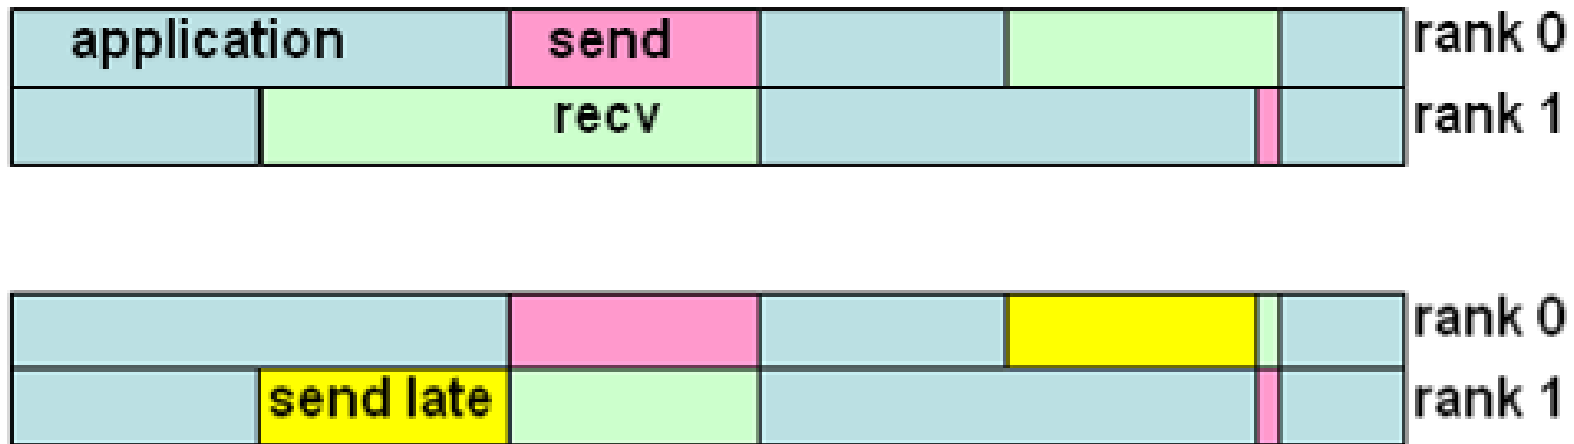 application send rank 0
recv rank 1
rank 0
send late rank 1